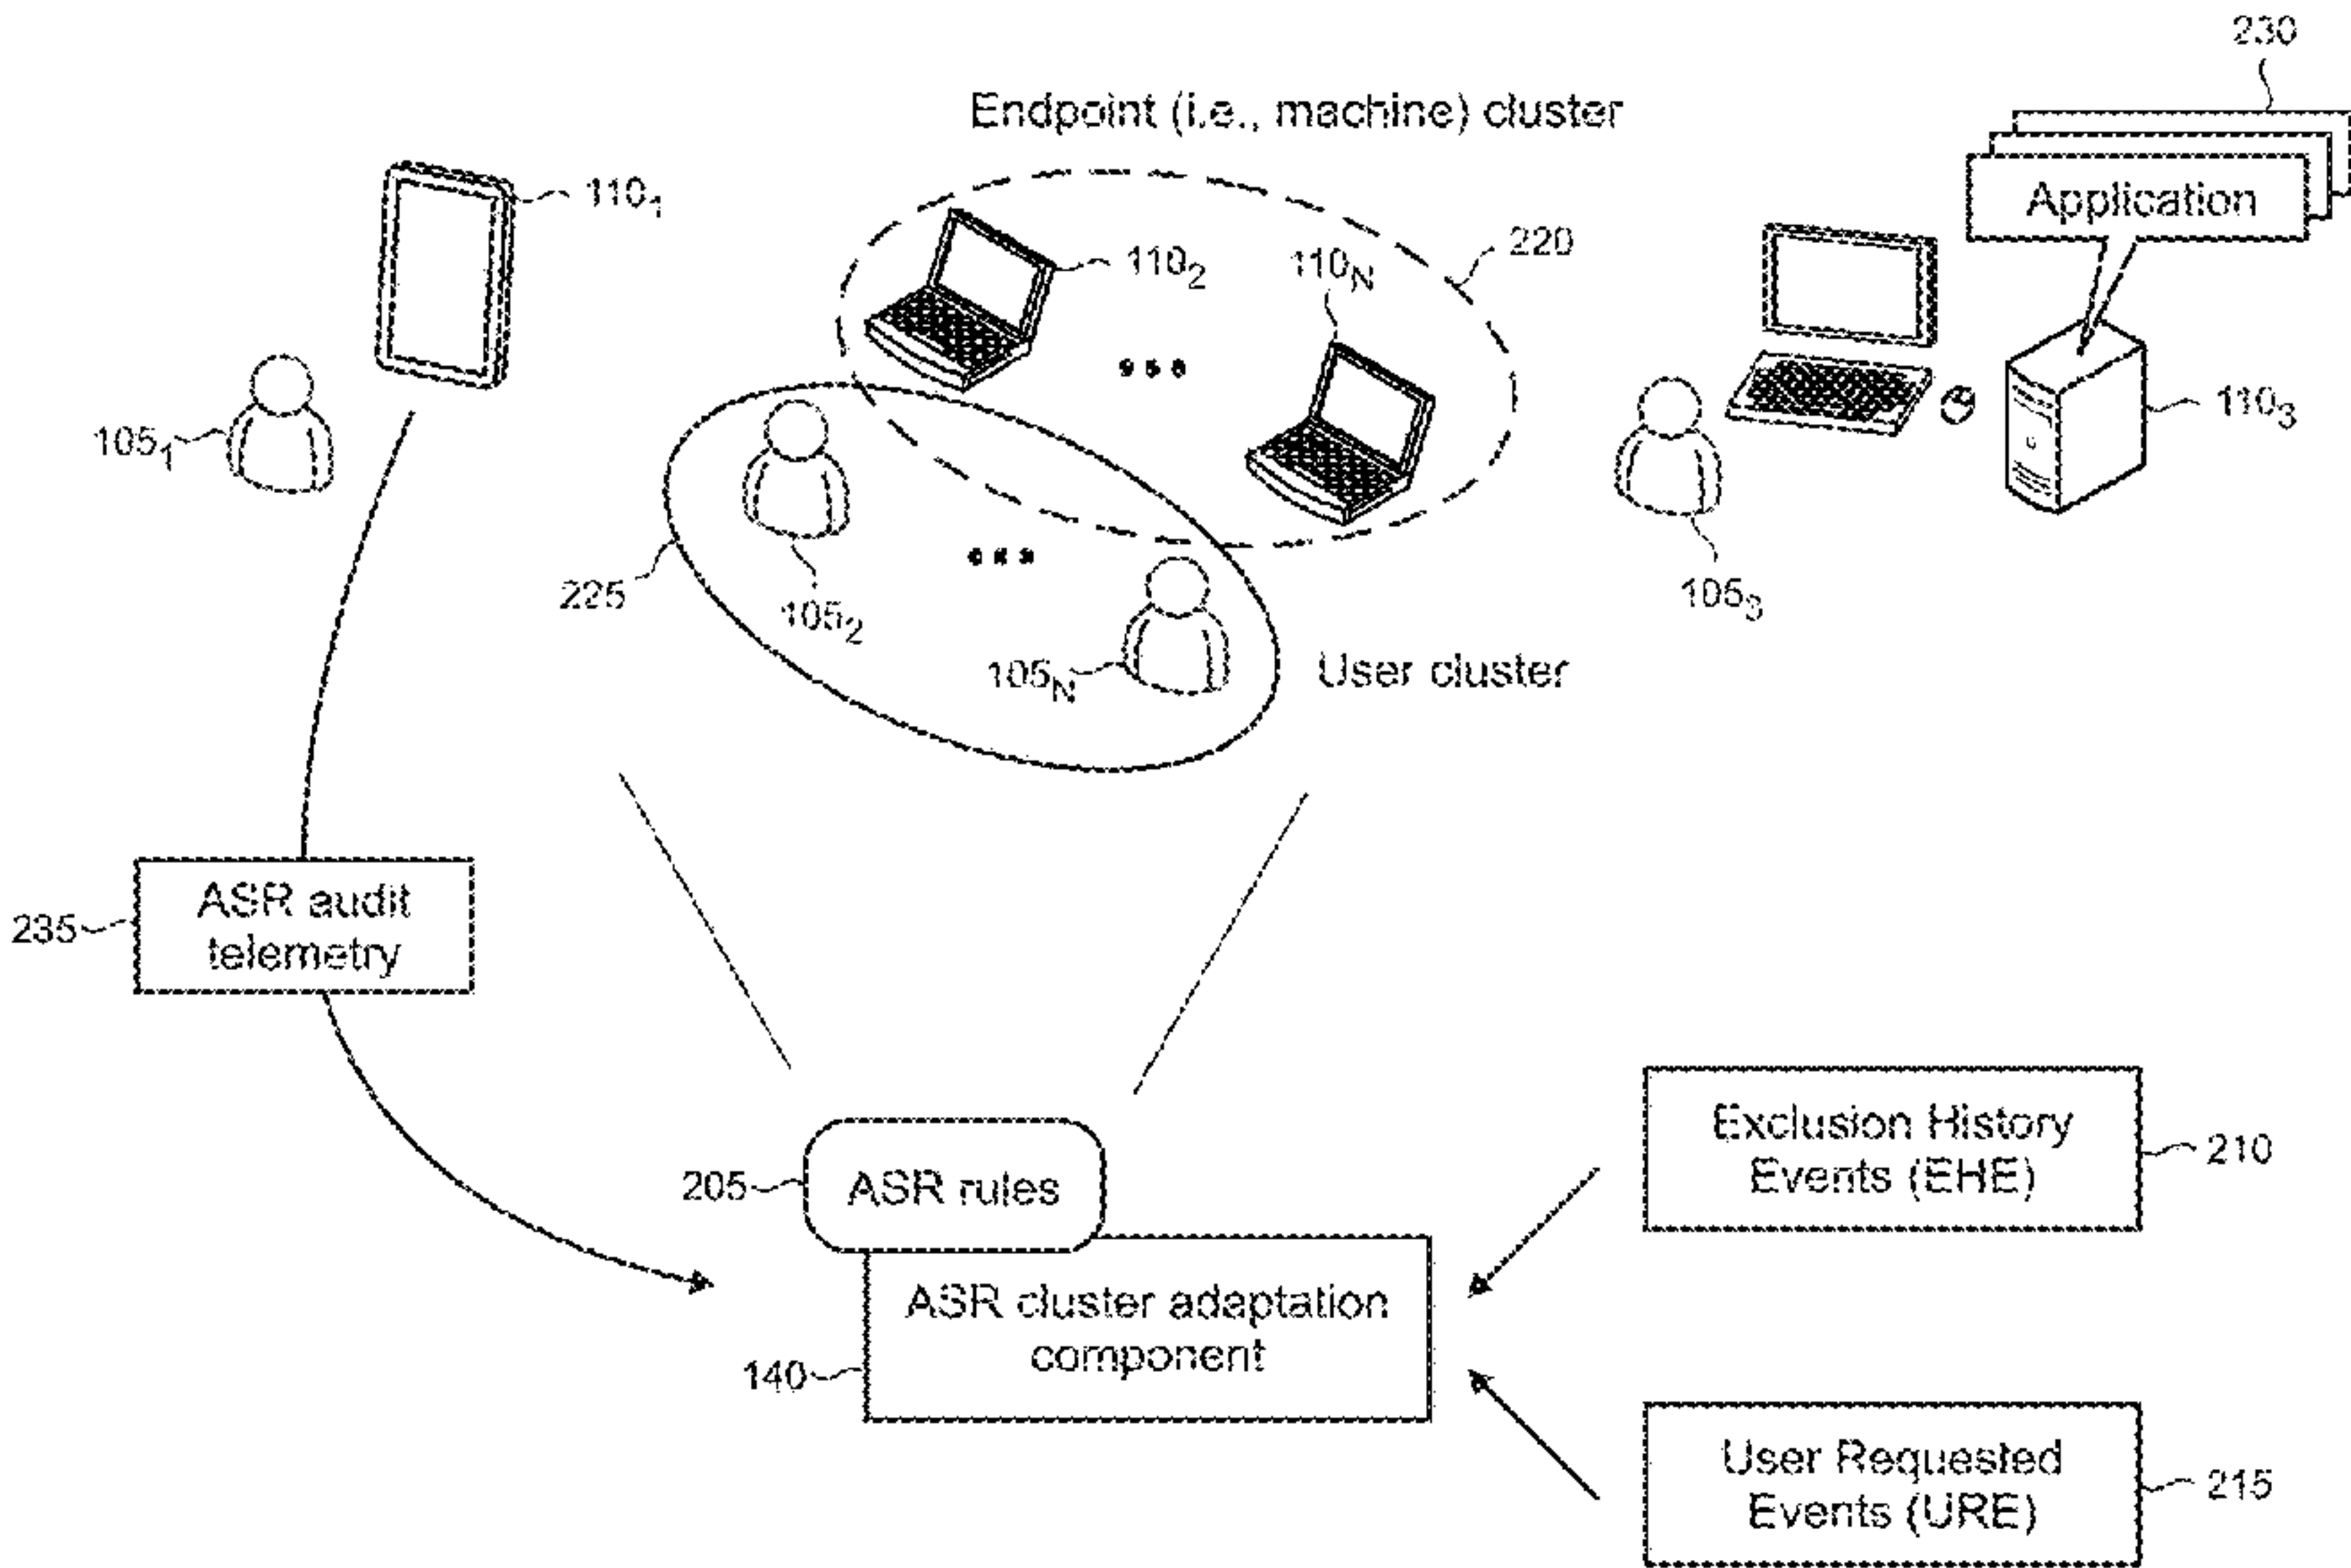 230
Endpoint (i.e., machine) cluster
Application
110₁
110₂
110N
220
110₃
105₁
225
105₂
105N
User cluster
105₃
ASR audit
telemetry
235
205
ASR rules
ASR cluster adaptation
component
140
Exclusion History
Events (EHE)
210
User Requested
Events (URE)
215